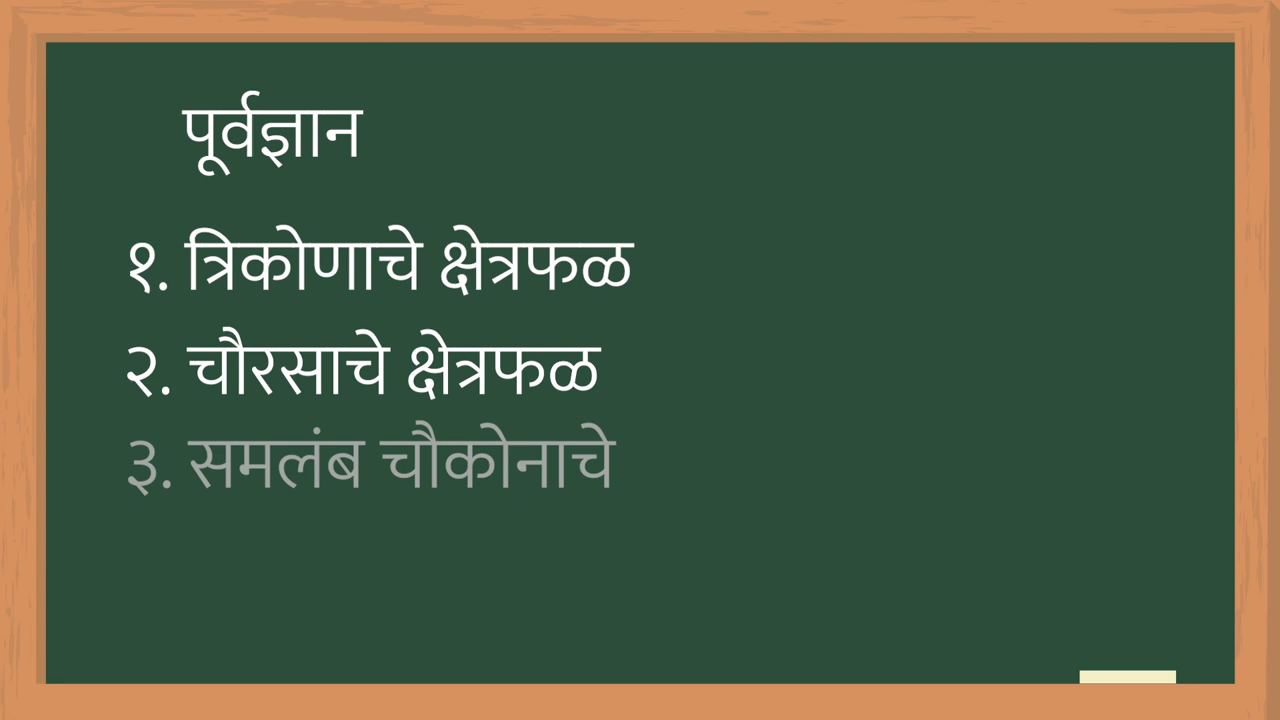 पूर्वज्ञान
१. त्रिकोणाचे क्षेत्रफळ
२. चौरसाचे क्षेत्रफळ
३. समलंब चौकोनाचे